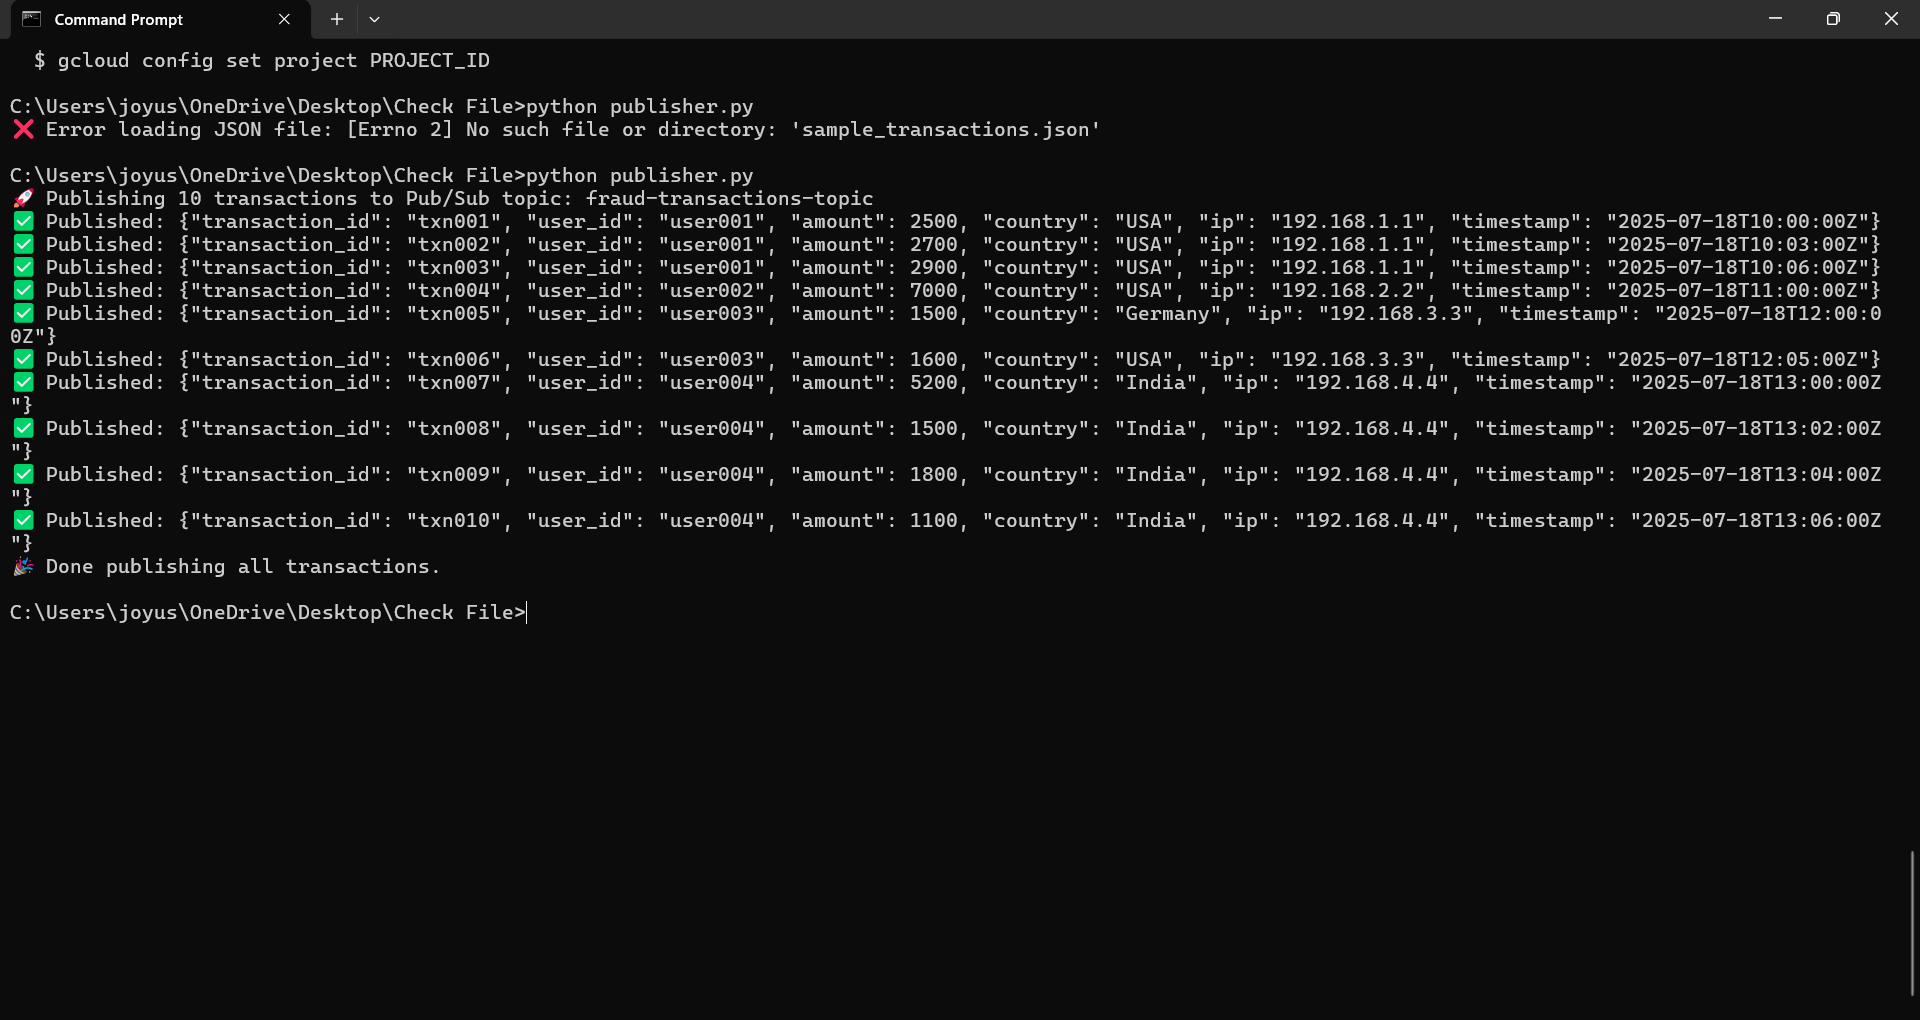 Command Prompt
$ gcloud config set project PROJECT_ID
C:\Users\joyus\OneDrive\Desktop\Check File>python publisher.py
❌ Error loading JSON file: [Errno 2] No such file or directory: 'sample_transactions.json'
C:\Users\joyus\OneDrive\Desktop\Check File>python publisher.py
🚀 Publishing 10 transactions to Pub/Sub topic: fraud-transactions-topic
✅ Published: {"transaction_id": "txn001", "user_id": "user001", "amount": 2500, "country": "USA", "ip": "192.168.1.1", "timestamp": "2025-07-18T10:00:00Z"}
✅ Published: {"transaction_id": "txn002", "user_id": "user001", "amount": 2700, "country": "USA", "ip": "192.168.1.1", "timestamp": "2025-07-18T10:03:00Z"}
✅ Published: {"transaction_id": "txn003", "user_id": "user001", "amount": 2900, "country": "USA", "ip": "192.168.1.1", "timestamp": "2025-07-18T10:06:00Z"}
✅ Published: {"transaction_id": "txn004", "user_id": "user002", "amount": 7000, "country": "USA", "ip": "192.168.2.2", "timestamp": "2025-07-18T11:00:00Z"}
✅ Published: {"transaction_id": "txn005", "user_id": "user003", "amount": 1500, "country": "Germany", "ip": "192.168.3.3", "timestamp": "2025-07-18T12:00:0
0Z"}
✅ Published: {"transaction_id": "txn006", "user_id": "user003", "amount": 1600, "country": "USA", "ip": "192.168.3.3", "timestamp": "2025-07-18T12:05:00Z"}
✅ Published: {"transaction_id": "txn007", "user_id": "user004", "amount": 5200, "country": "India", "ip": "192.168.4.4", "timestamp": "2025-07-18T13:00:00Z
"}
✅ Published: {"transaction_id": "txn008", "user_id": "user004", "amount": 1500, "country": "India", "ip": "192.168.4.4", "timestamp": "2025-07-18T13:02:00Z
"}
✅ Published: {"transaction_id": "txn009", "user_id": "user004", "amount": 1800, "country": "India", "ip": "192.168.4.4", "timestamp": "2025-07-18T13:04:00Z
"}
✅ Published: {"transaction_id": "txn010", "user_id": "user004", "amount": 1100, "country": "India", "ip": "192.168.4.4", "timestamp": "2025-07-18T13:06:00Z
"}
🎉 Done publishing all transactions.
C:\Users\joyus\OneDrive\Desktop\Check File>